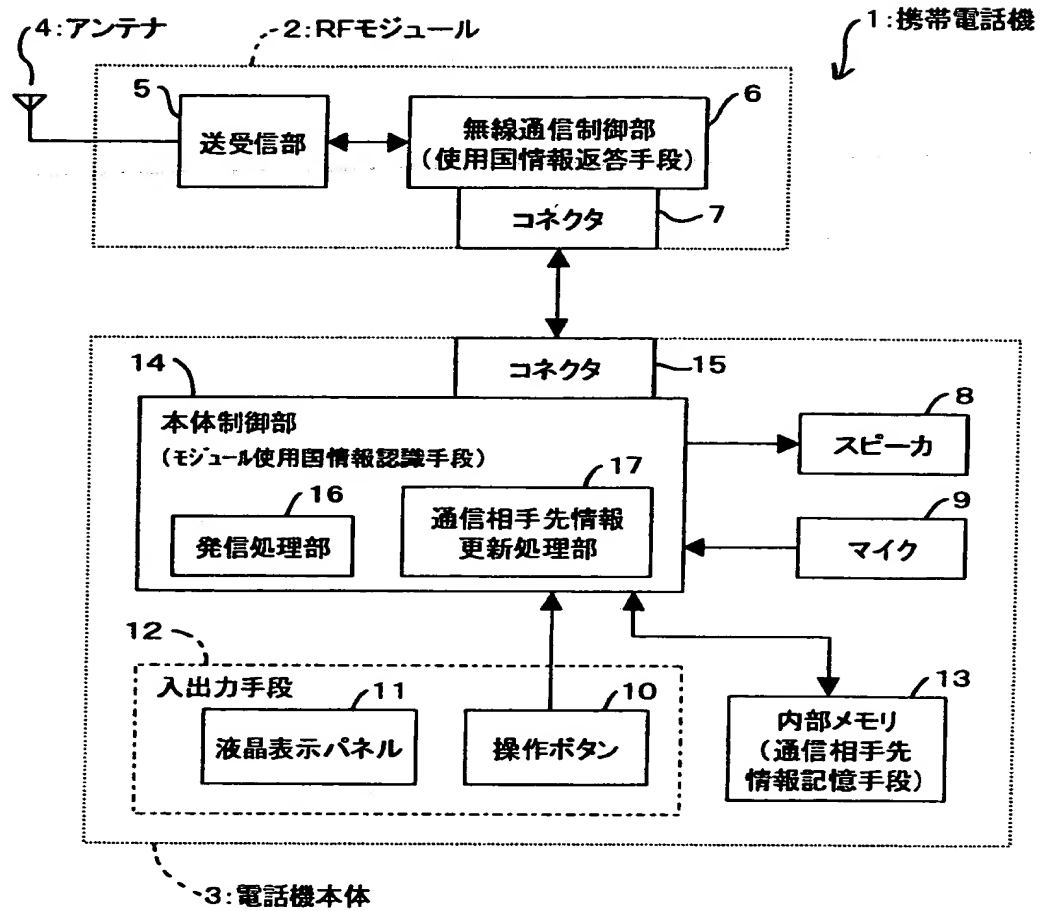 4:アンテナ
2:RFモジュール
1:携帯電話機
5
送受信部
6
無線通信制御部
(使用国情報返答手段)
コネクタ
7
14
コネクタ
15
本体制御部
(モジュール使用国情報認識手段)
8
スピーカ
16
発信処理部
17
通信相手先情報
更新処理部
9
マイク
12
入出力手段
11
液晶表示パネル
10
操作ボタン
13
内部メモリ
(通信相手先
情報記憶手段)
3:電話機本体